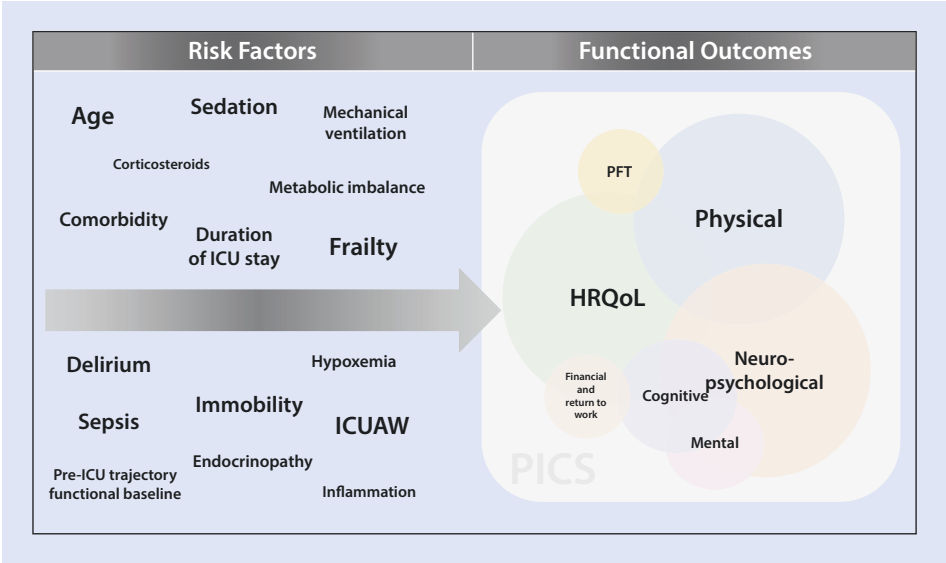 Risk Factors
Functional Outcomes
Age
Sedation
Mechanical
ventilation
Corticosteroids
Metabolic imbalance
Comorbidity
Duration
of ICU stay
Frailty
Delirium
Hypoxemia
Immobility
Sepsis
ICUAW
Pre-ICU trajectory
functional baseline
Endocrinopathy
Inflammation
PFT
Physical
HRQoL
Neuro-
psychological
Financial
and
return to
work
Cognitive
Mental
PICS